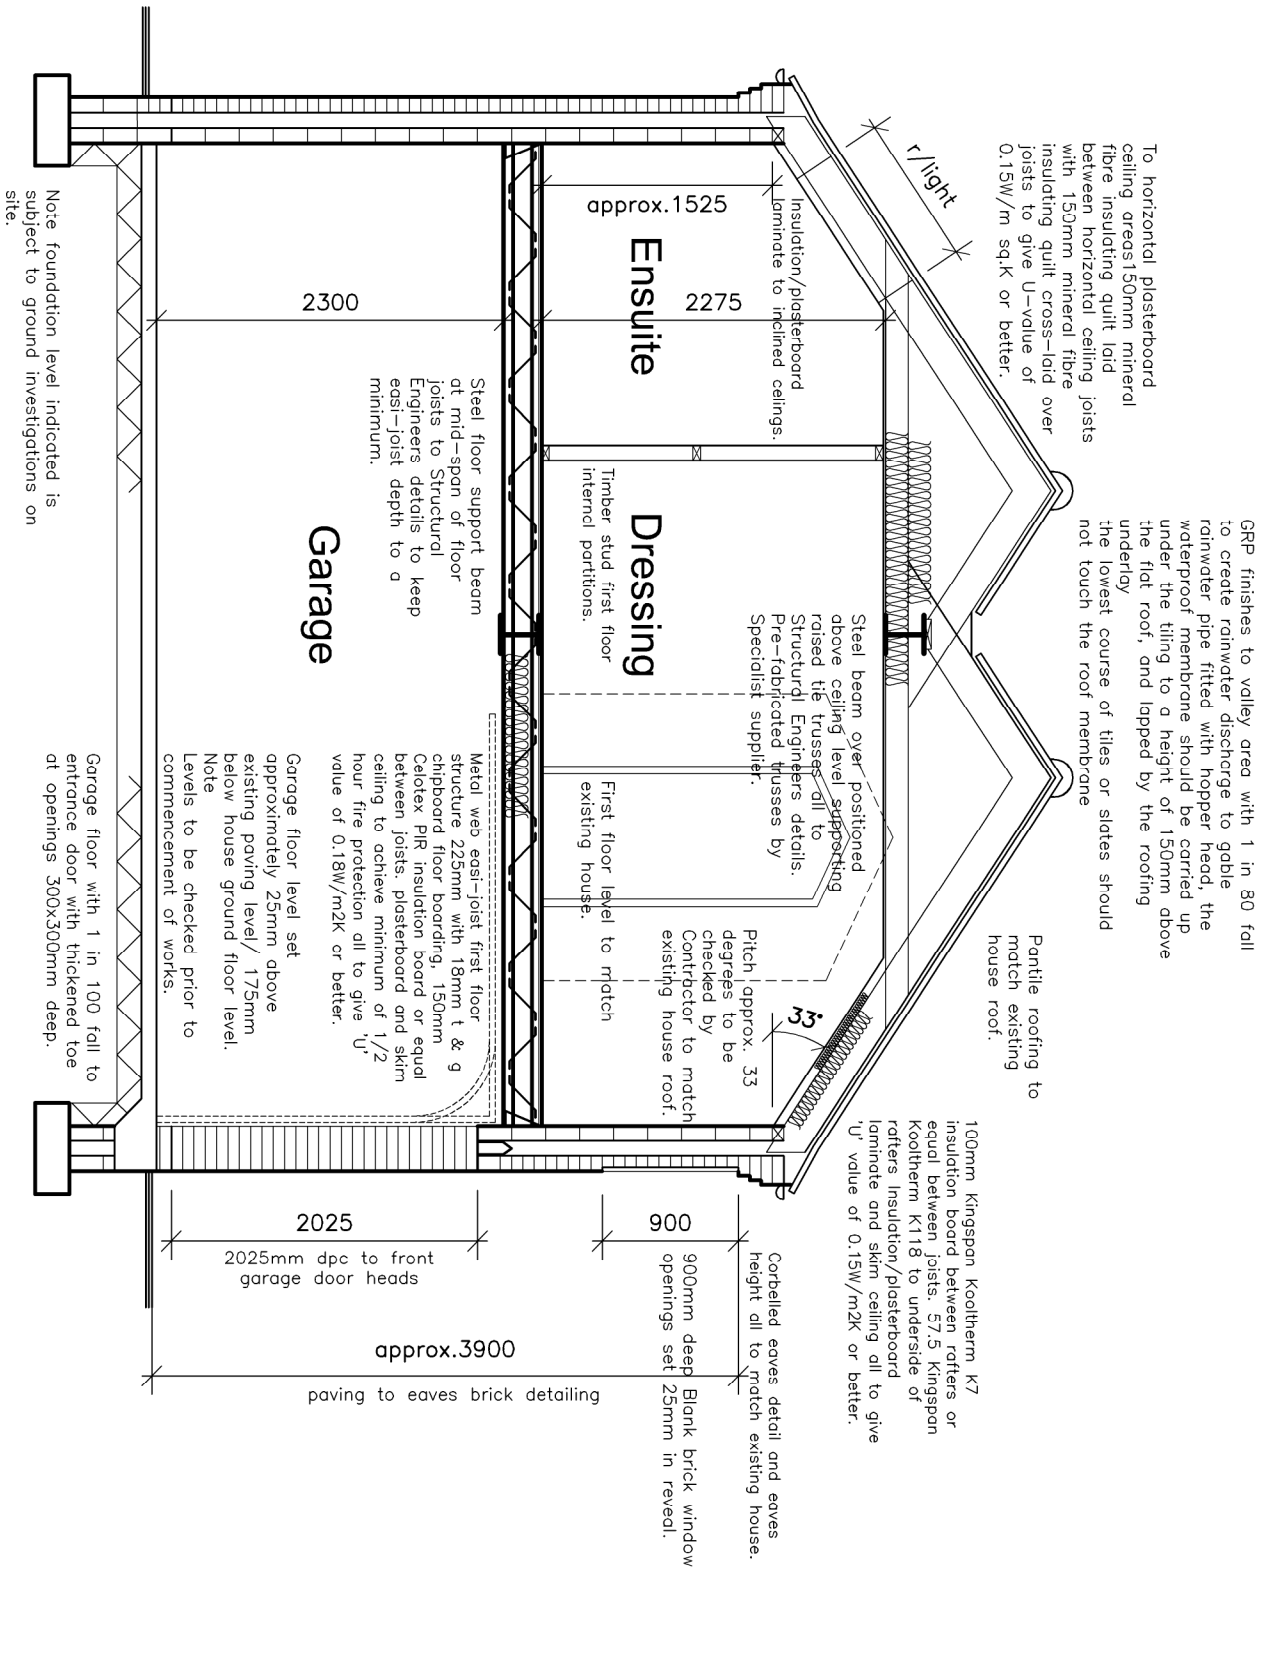 GRP finishes to valley area with 1 in 80 fall
to create rainwater discharge to gable
rainwater pipe fitted with hopper head, the
waterproof membrane should be carried up
under the tiling to a height of 150mm above
the flat roof, and lapped by the roofing
underlay
the lowest course of tiles or slates should
not touch the roof membrane
To horizontal plasterboard
ceiling areas150mm mineral
fibre insulating quilt laid
between horizontal ceiling joists
with 150mm mineral fibre
insulating quilt cross-laid over
joists to give U-value of
0.15W/m sq.K or better.
Pantile roofing to
match existing
house roof.
r/light
100mm Kingspan Kooltherm K7
insulation board between rafters or
equal between joists. 57.5 Kingspan
Kooltherm K118 to underside of
rafters Insulation/plasterboard
laminate and skim ceiling all to give
'U' value of 0.15W/m2K or better.
Steel beam over positioned
above ceiling level supporting
raised tie trusses all to
Structural Engineers details.
Pre-fabricated trusses by
Specialist supplier.
33°
Insulation/plasterboard
laminate to inclined celings.
Corbelled eaves detail and eaves
height all to match existing house.
Pitch approx. 33
degrees to be
checked by
Contractor to match
existing house roof.
900mm deep Blank brick window
openings set 25mm in reveal.
approx.1525
2275
900
Ensuite
Dressing
Timber stud first floor
internal partitions.
First floor level to match
existing house.
Steel floor support beam
at mid-span of floor
joists to Structural
Engineers details to keep
easi-joist depth to a
minimum.
Metal web easi-joist first floor
structure 225mm with 18mm t & g
chipboard floor boarding, 150mm
Celotex PIR insulation board or equal
between joists. plasterboard and skim
ceiling to achieve minimum of 1/2
hour fire protection all to give 'U'
value of 0.18W/m2K or better.
2300
Garage
2025
2025mm dpc to front
garage door heads
approx.3900
paving to eaves brick detailing
Garage floor level set
approximately 25mm above
existing paving level/ 175mm
below house ground floor level.
Note
Levels to be checked prior to
commencement of works.
Garage floor with 1 in 100 fall to
entrance door with thickened toe
at openings 300x300mm deep.
Note foundation level indicated is
subject to ground investigations on
site.